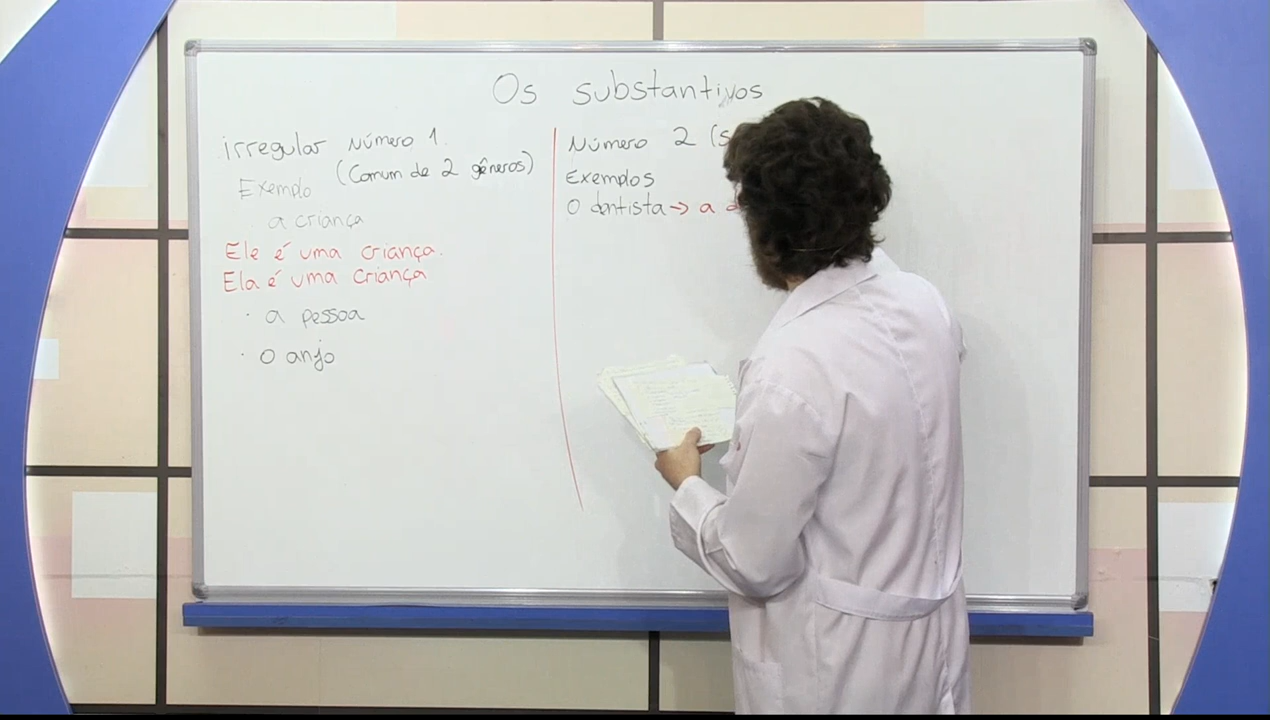 Os substantivos
irregular Número 1.
(Comum de 2 gêneros)
Exemplo
a criança
Ele é uma criança.
Ela é uma criança
· a pessoa
· o anjo
Número 2 (s
Exemplos
O dentista → a d